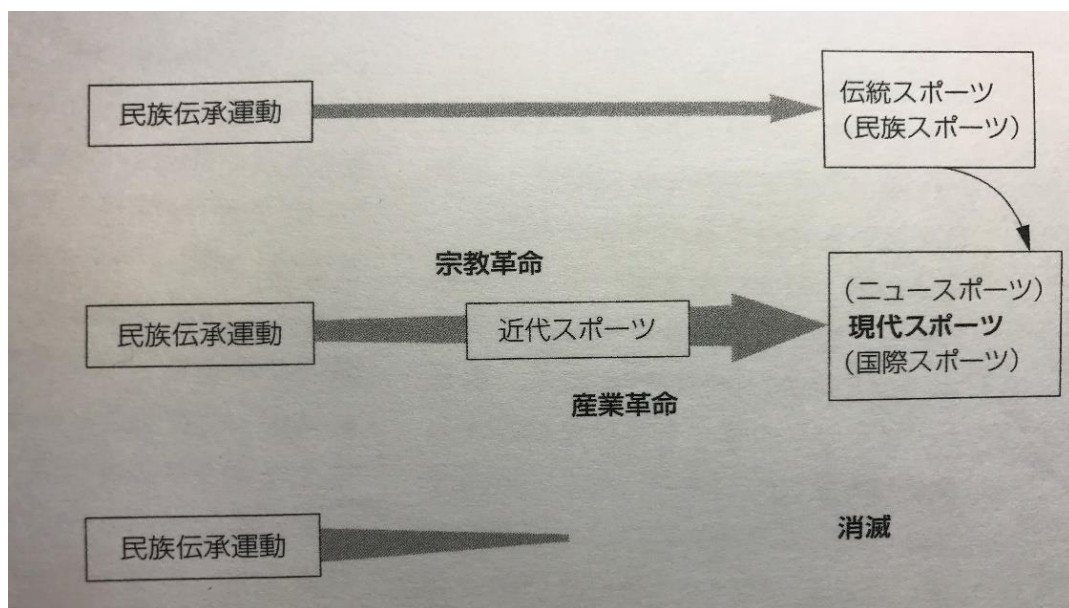 民族伝承運動
伝統スポーツ
(民族スポーツ)
宗教革命
民族伝承運動
近代スポーツ
(ニュースポーツ)
現代スポーツ
(国際スポーツ)
産業革命
民族伝承運動
消滅